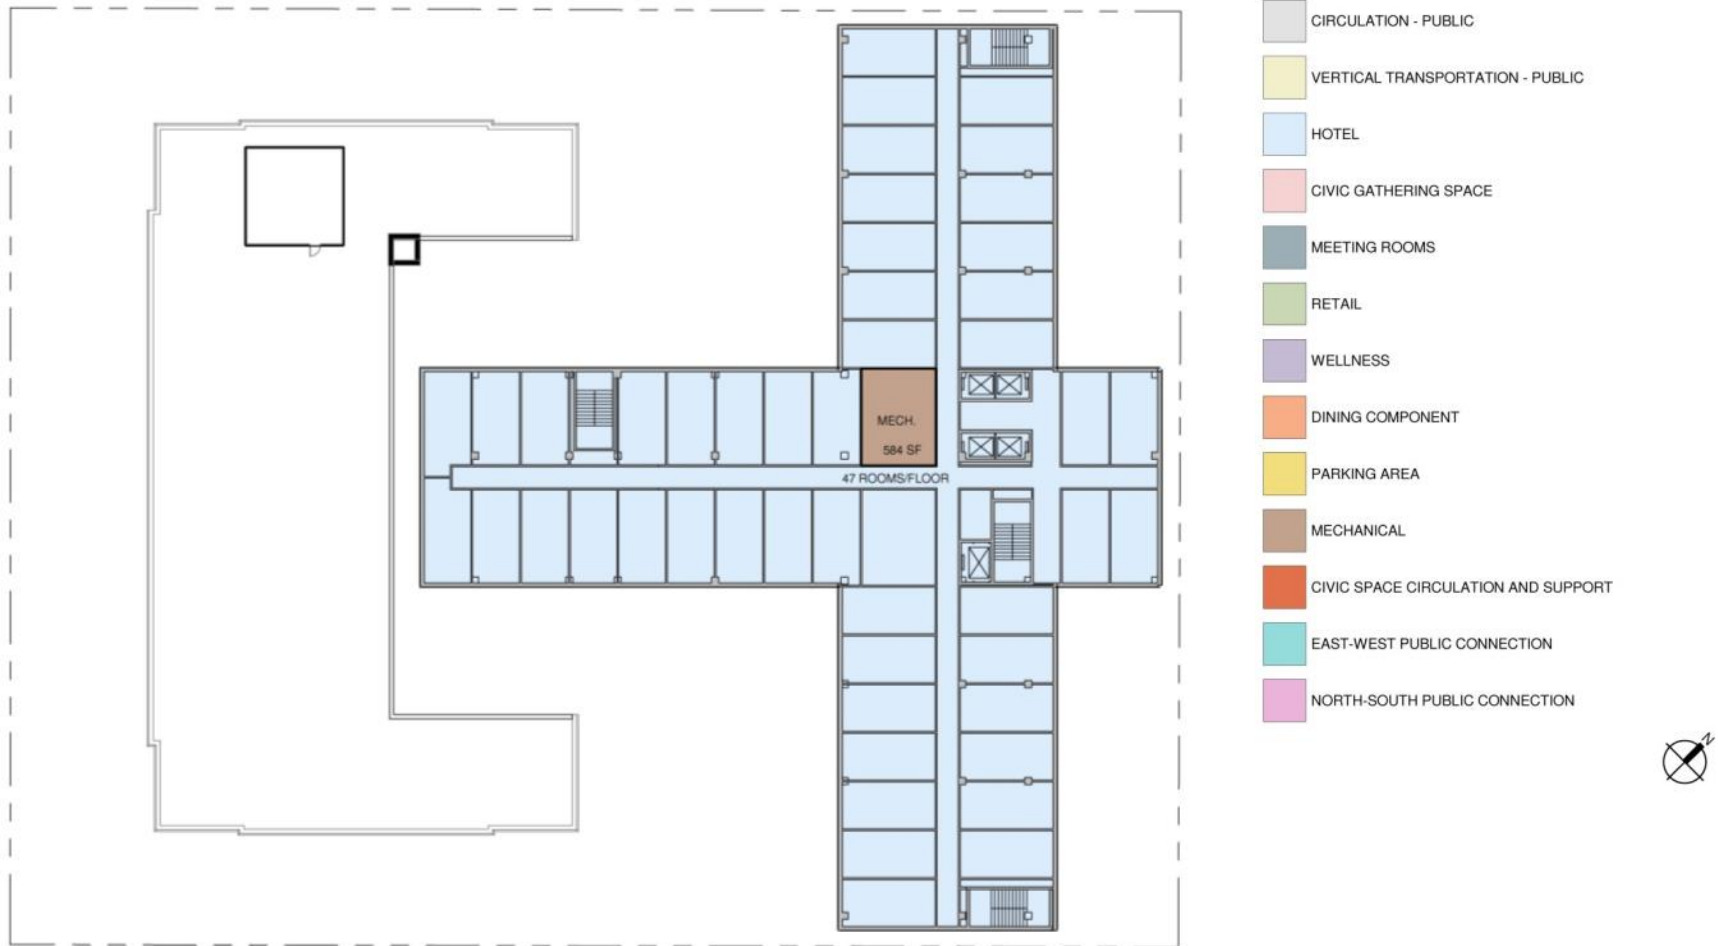 MECH.
584 SF
47 ROOMS/FLOOR
CIRCULATION - PUBLIC
VERTICAL TRANSPORTATION - PUBLIC
HOTEL
CIVIC GATHERING SPACE
MEETING ROOMS
RETAIL
WELLNESS
DINING COMPONENT
PARKING AREA
MECHANICAL
CIVIC SPACE CIRCULATION AND SUPPORT
EAST-WEST PUBLIC CONNECTION
NORTH-SOUTH PUBLIC CONNECTION
N